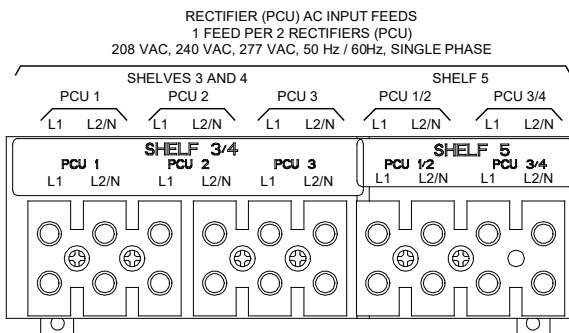 RECTIFIER (PCU) AC INPUT FEEDS
1 FEED PER 2 RECTIFIERS (PCU)
208 VAC, 240 VAC, 277 VAC, 50 Hz / 60Hz, SINGLE PHASE
SHELVES 3 AND 4 SHELF 5
PCU 1 PCU 2 PCU 3 PCU 1/2 PCU 3/4
L1 L2/N L1 L2/N L1 L2/N L1 L2/N L1 L2/N
SHELF 3/4 SHELF 5
PCU 1 PCU 2 PCU 3 PCU 1/2 PCU 3/4
L1 L2/N L1 L2/N L1 L2/N L1 L2/N L1 L2/N